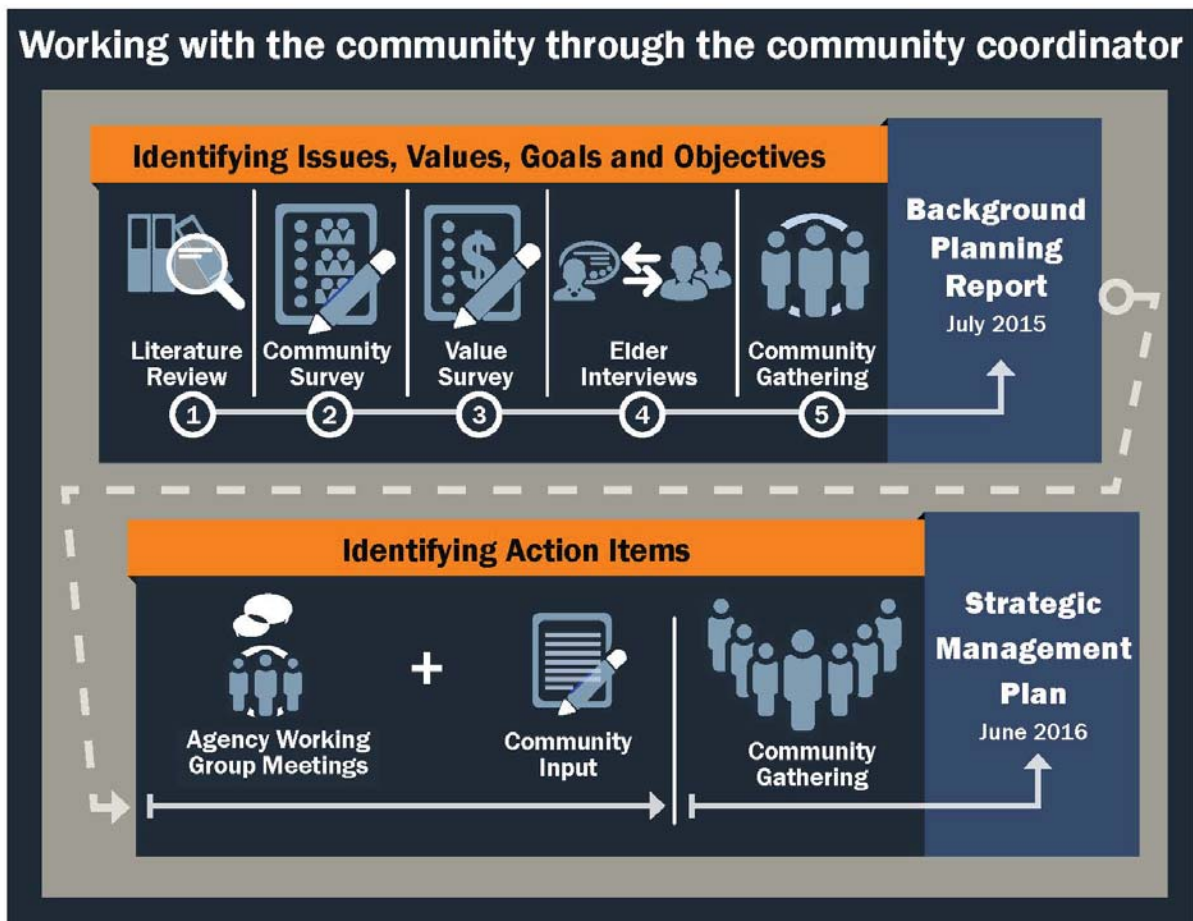 Working with the community through the community coordinator
Identifying Issues, Values, Goals and Objectives
Literature
Review
1
Community
Survey
2
$
Value
Survey
3
Elder
Interviews
4
Community
Gathering
5
Background
Planning
Report
July 2015
Identifying Action Items
Agency Working
Group Meetings
+
Community
Input
Community
Gathering
Strategic
Management
Plan
June 2016